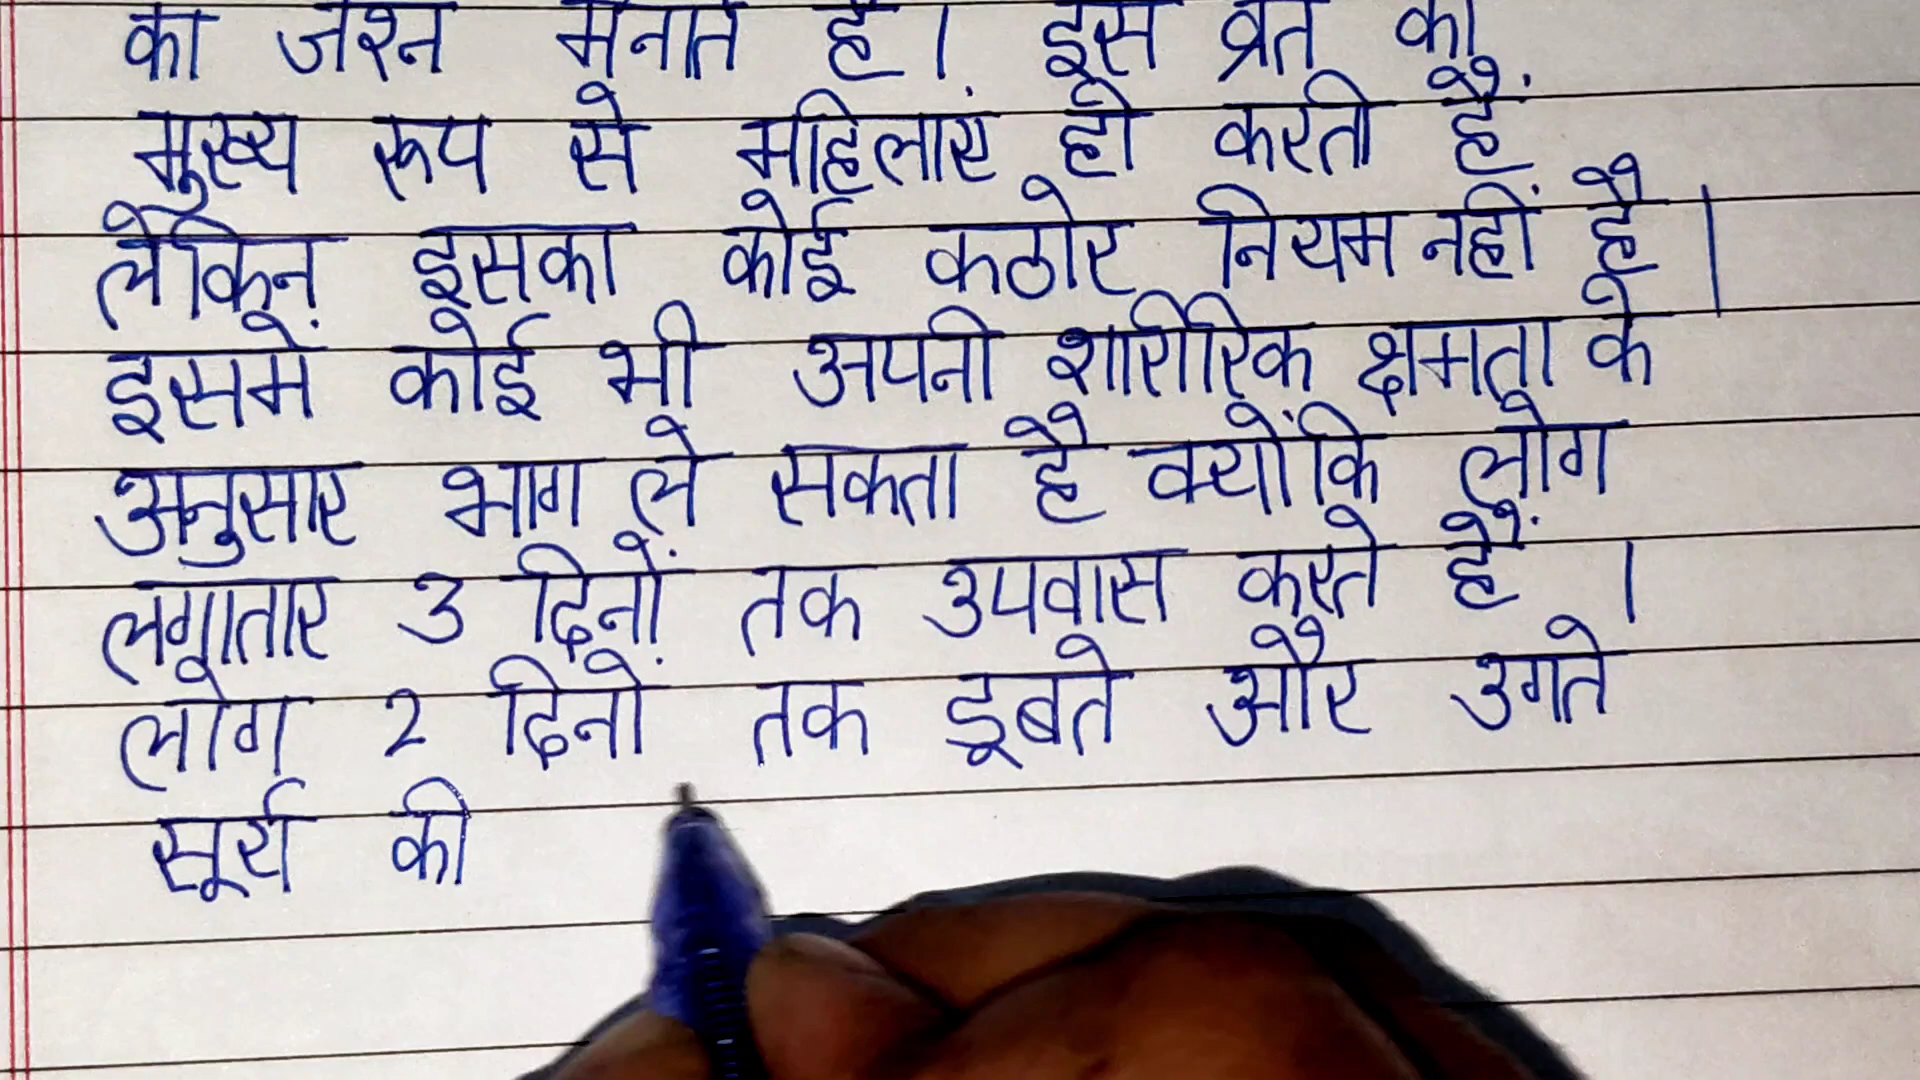 का जश्न मनाते हैं। इस व्रत को
मुख्य रूप से महिलाएं ही करती हैं
लेकिन इसका कोई कठोर नियम नहीं है।
इसमें कोई भी अपनी शारीरिक क्षमता के
अनुसार भाग ले सकता है क्योंकि लोग
लगातार 3 दिनों तक उपवास करते हैं ।
लोग 2 दिनों तक डूबते और उगते
सूर्य की